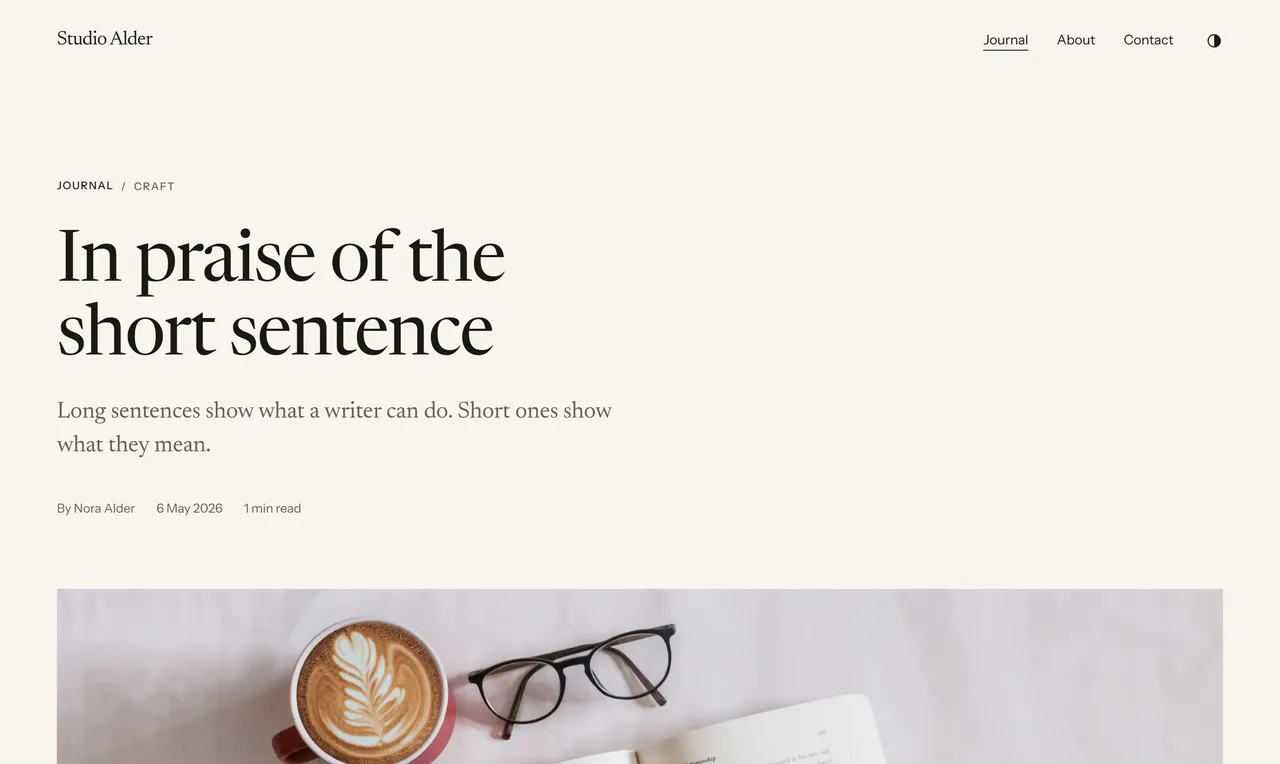 Studio Alder
Journal About Contact
JOURNAL / CRAFT
In praise of the
short sentence
Long sentences show what a writer can do. Short ones show
what they mean.
By Nora Alder 6 May 2026 1 min read